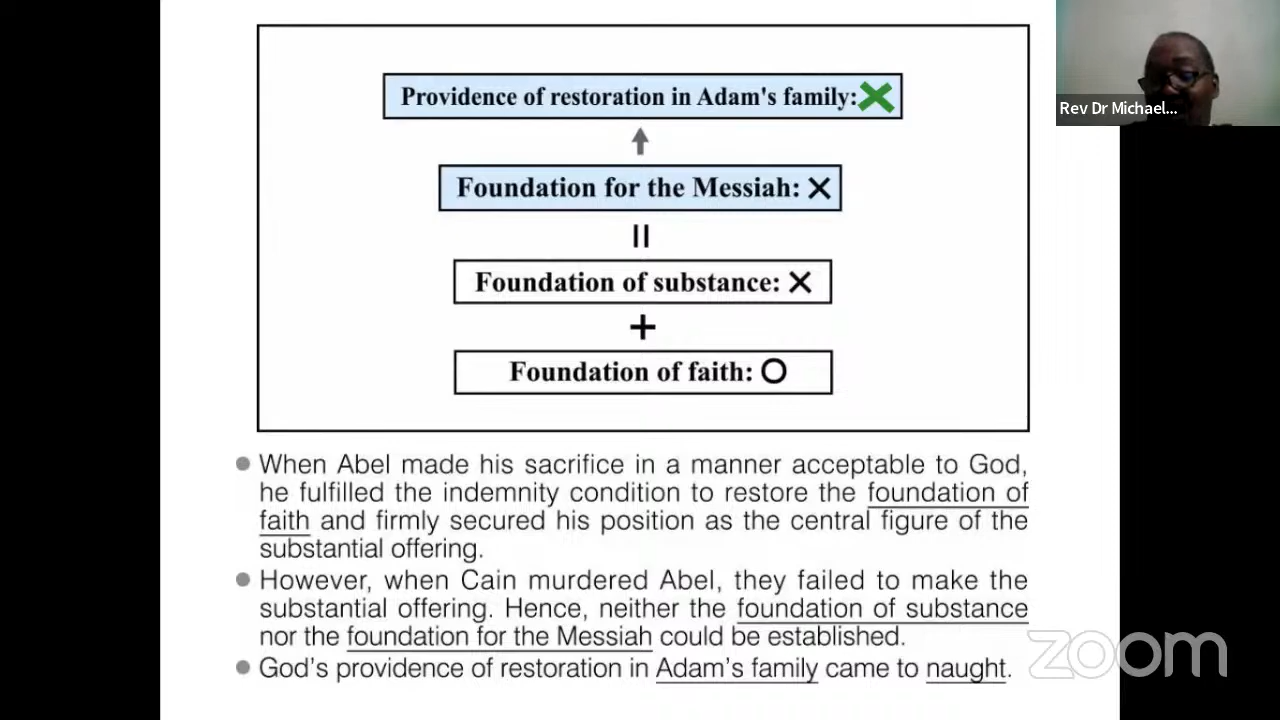 Providence of restoration in Adam's family: ×
Rev Dr Michael...
Foundation for the Messiah: ×
=
Foundation of substance: ×
+
Foundation of faith: O
When Abel made his sacrifice in a manner acceptable to God,
he fulfilled the indemnity condition to restore the foundation of
faith and firmly secured his position as the central figure of the
substantial offering.
However, when Cain murdered Abel, they failed to make the
substantial offering. Hence, neither the foundation of substance
nor the foundation for the Messiah could be established.
God's providence of restoration in Adam's family came to naught.
zoom